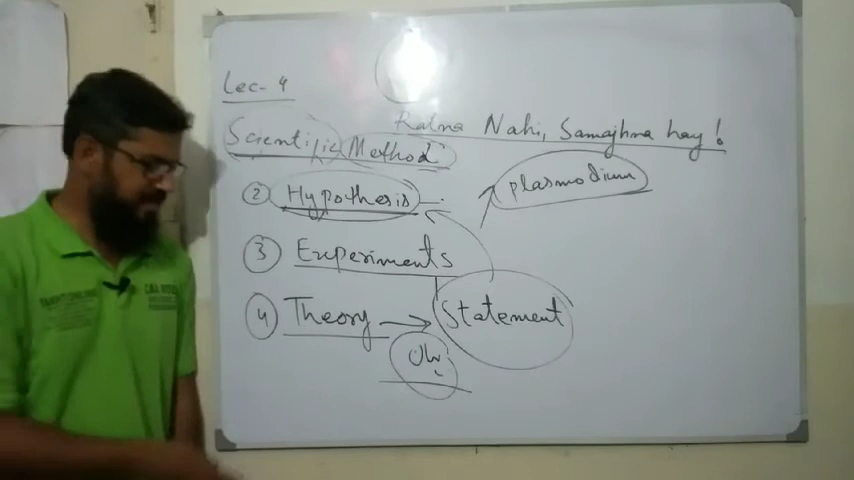 Lec- 4
Ratna Nahi, Samajhna hay!
Scientific Method
plasmodium
② Hypothesis
③ Experiments
④ Theory → Statement